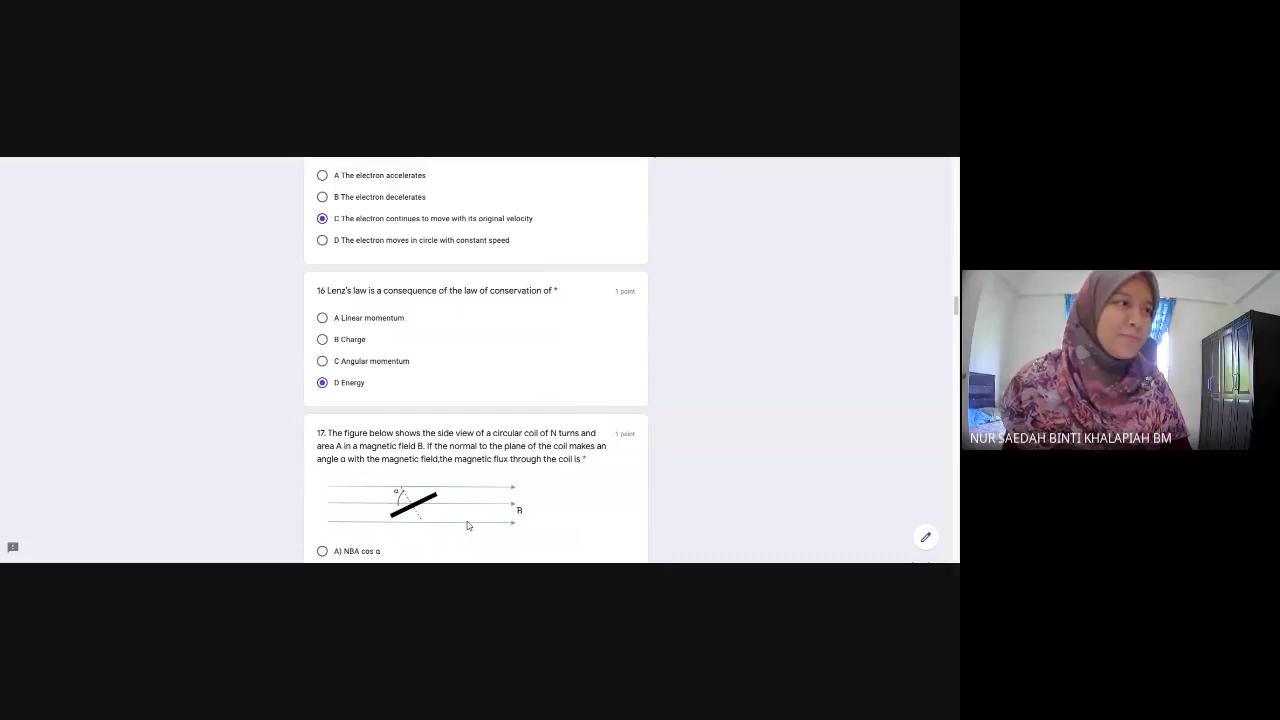 A The electron accelerates
B The electron decelerates
C The electron continues to move with its original velocity
D The electron moves in circle with constant speed
16 Lenz's law is a consequence of the law of conservation of *
1 point
A Linear momentum
B Charge
C Angular momentum
D Energy
17. The figure below shows the side view of a circular coil of N turns and
area A in a magnetic field B. If the normal to the plane of the coil makes an
angle α with the magnetic field,the magnetic flux through the coil is *
1 point
α
B
A) NBA cos α
NUR SAEDAH BINTI KHALAPIAH BM